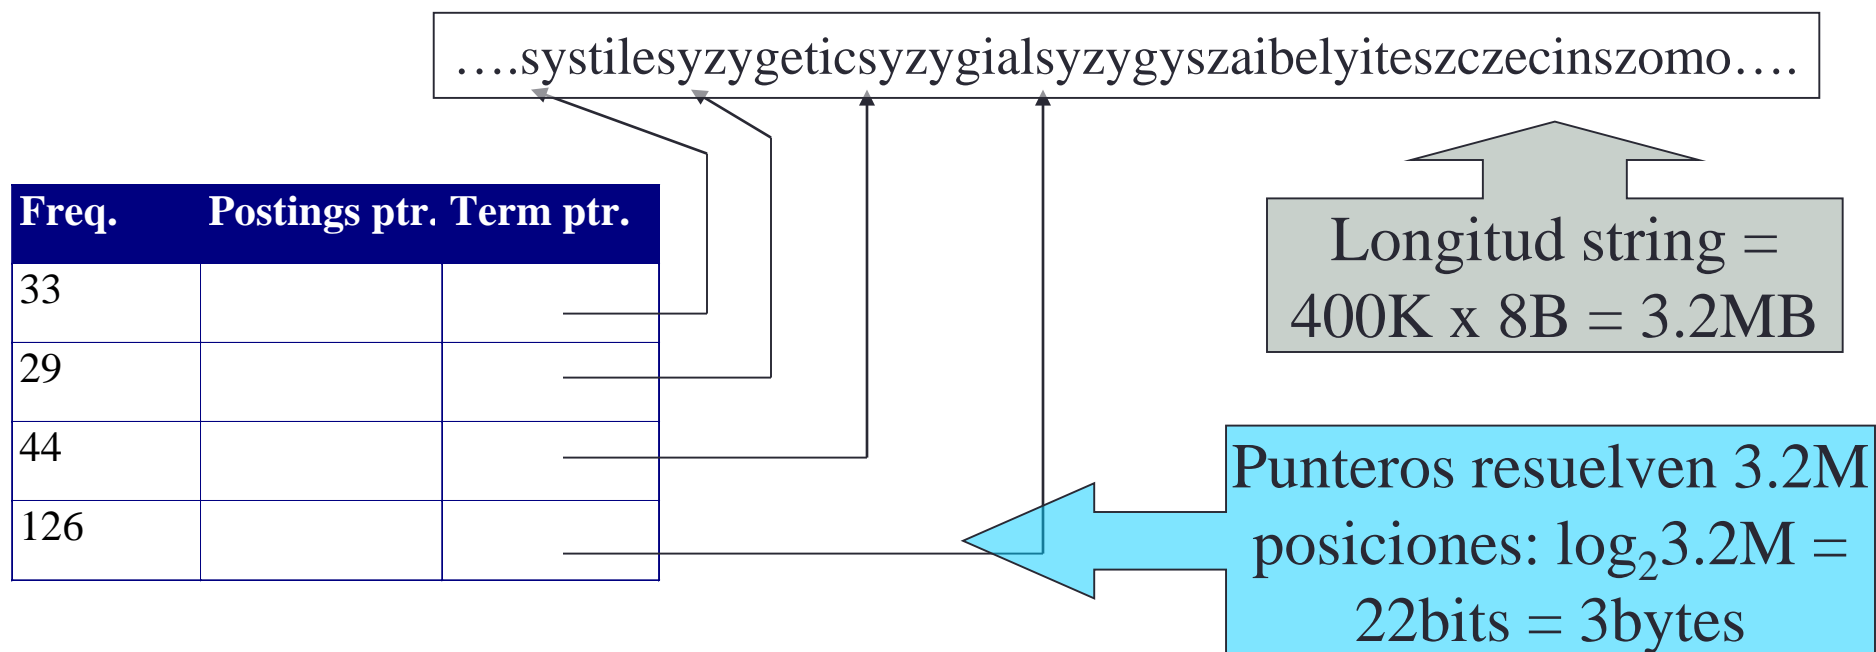 ….systilesyzygeticsyzygialsyzygyszaibelyiteszczecinszomo….
Freq. Postings ptr. Term ptr.
33
29
44
126
Longitud string =
400K x 8B = 3.2MB
Punteros resuelven 3.2M
posiciones: log₂3.2M =
22bits = 3bytes